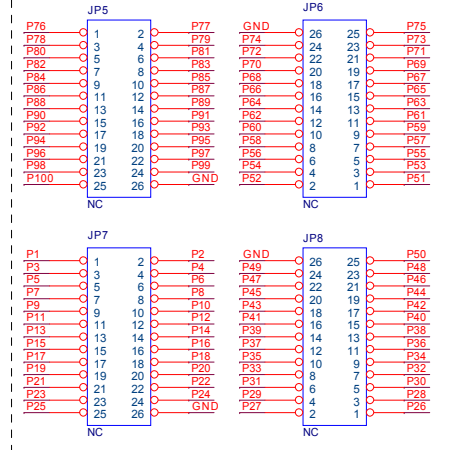 JP5
P76 1 2 P77
P78 3 4 P79
P80 5 6 P81
P82 7 8 P83
P84 9 10 P85
P86 11 12 P87
P88 13 14 P89
P90 15 16 P91
P92 17 18 P93
P94 19 20 P95
P96 21 22 P97
P98 23 24 P99
P100 25 26 GND
NC
JP6
GND 26 25 P75
P74 24 23 P73
P72 22 21 P71
P70 20 19 P69
P68 18 17 P67
P66 16 15 P65
P64 14 13 P63
P62 12 11 P61
P60 10 9 P59
P58 8 7 P57
P56 6 5 P55
P54 4 3 P53
P52 2 1 P51
NC
JP7
P1 1 2 P2
P3 3 4 P4
P5 5 6 P6
P7 7 8 P8
P9 9 10 P10
P11 11 12 P12
P13 13 14 P14
P15 15 16 P16
P17 17 18 P18
P19 19 20 P20
P21 21 22 P22
P23 23 24 P24
P25 25 26 GND
NC
JP8
GND 26 25 P50
P49 24 23 P48
P47 22 21 P46
P45 20 19 P44
P43 18 17 P42
P41 16 15 P40
P39 14 13 P38
P37 12 11 P36
P35 10 9 P34
P33 8 7 P32
P31 6 5 P30
P29 4 3 P28
P27 2 1 P26
NC